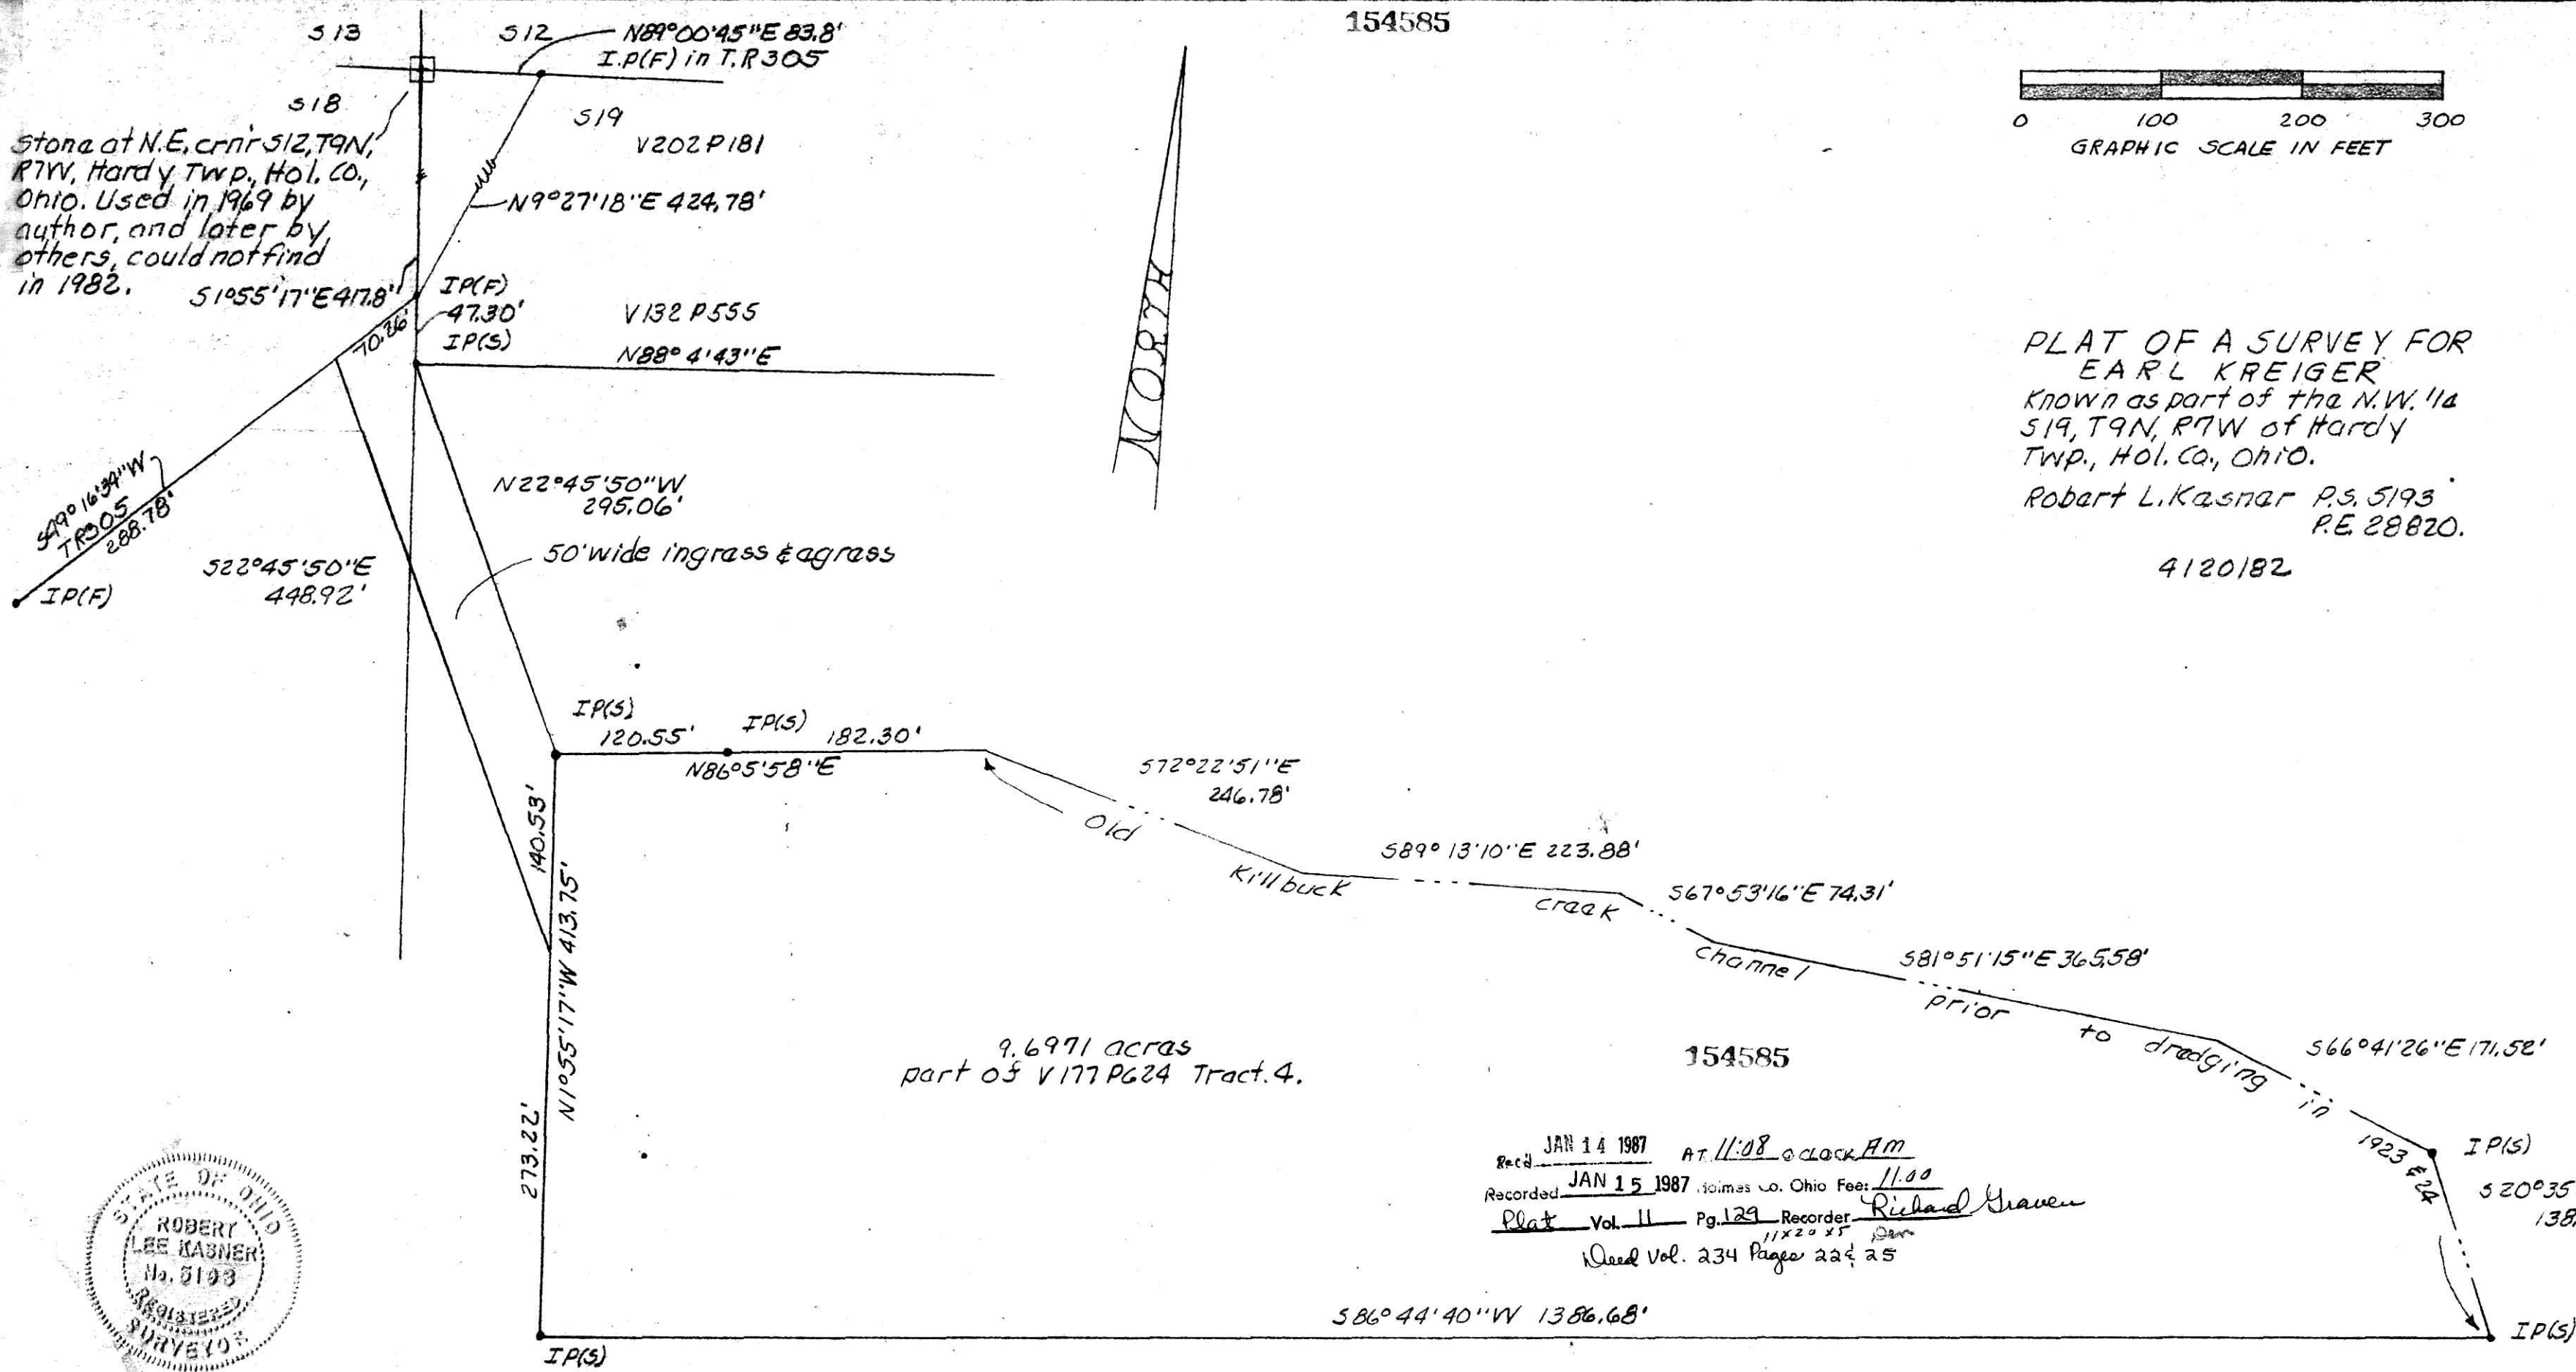 154585
S13
S12
N89°00'45"E 83.8'
I.P(F) in T.R305
S18
S19
V202 P181
Stone at N.E. crn'r S12, T9N,
R7W, Hardy Twp., Hol. Co.,
Ohio. Used in 1969 by
author, and later by
others, could not find
in 1982.
N9°27'18"E 424.78'
S1°55'17"E 417.8'
IP(F)
47.30'
IP(S)
70.26'
V132 P555
N88°4'43"E
0 100 200 300
GRAPHIC SCALE IN FEET
NORTH
PLAT OF A SURVEY FOR
EARL KREIGER
Known as part of the N.W. 1/4
S19, T9N, R7W of Hardy
Twp., Hol. Co., Ohio.
Robert L. Kasner P.S. 5193
P.E. 28820.
4/20/82
S49°16'34"W
TR305
288.78'
IP(F)
S22°45'50"E
448.92'
N22°45'50"W
295.06'
50' wide ingress & egress
IP(S)
120.55'
IP(S)
182.30'
N86°5'58"E
S72°22'51"E
246.78'
S89°13'10"E 223.88'
S67°53'16"E 74.31'
S81°51'15"E 365.58'
S66°41'26"E 171.52'
Old Killbuck creek channel prior to dredging in 1923 & 24
140.53'
N1°55'17"W 413.75'
273.22'
9.6971 acres
part of V177 PG24 Tract. 4.
154585
IP(S)
S20°35
138
Rec'd JAN 14 1987 AT 11:08 O CLOCK AM
Recorded JAN 15 1987 Holmes Co. Ohio Fee: 11.00
Plat Vol. 11 Pg. 129 Recorder Richard Graven
11x20x5
Deed Vol. 234 Pages 22 & 25
STATE OF OHIO
ROBERT
LEE KASNER
No. 5193
REGISTERED
SURVEYOR
S86°44'40"W 1386.68'
IP(S)
IP(S)